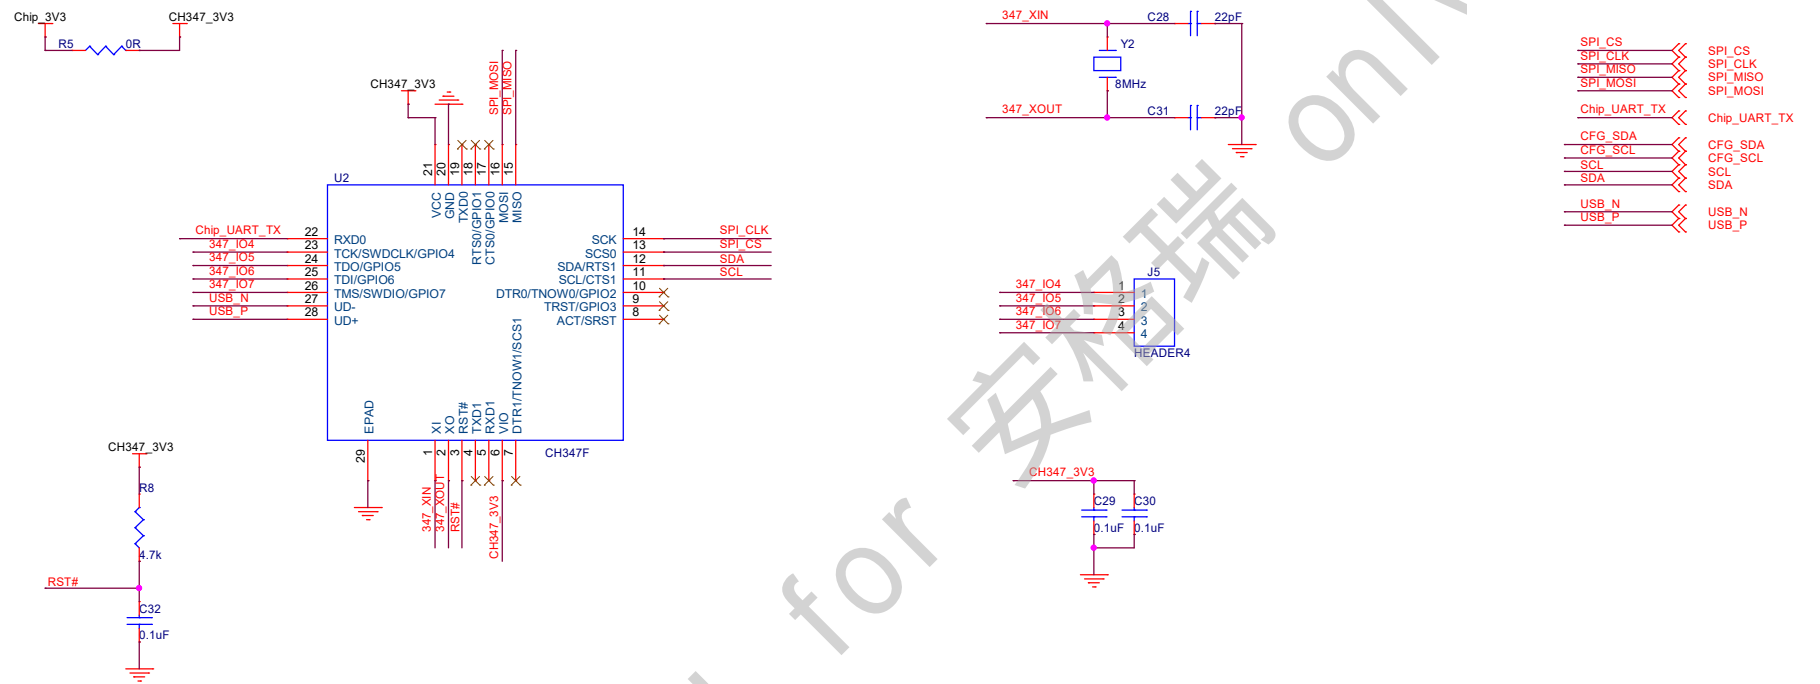 Chip_3V3
CH347_3V3
R5
0R
CH347_3V3
SPI_MOSI
SPI_MISO
21
20
19
18
17
16
15
U2
VCC
GND
TXD0
RTS0/GPIO1
CTS0/GPIO0
MOSI
MISO
Chip_UART_TX
22
RXD0
347_IO4
23
TCK/SWDCLK/GPIO4
347_IO5
24
TDO/GPIO5
347_IO6
25
TDI/GPIO6
347_IO7
26
TMS/SWDIO/GPIO7
USB_N
27
UD-
USB_P
28
UD+
SCK
14
SPI_CLK
SCS0
13
SPI_CS
SDA/RTS1
12
SDA
SCL/CTS1
11
SCL
DTR0/TNOW0/GPIO2
10
TRST/GPIO3
9
ACT/SRST
8
EPAD
XI
XO
RST#
TXD1
RXD1
VIO
DTR1/TNOW1/SCS1
29
1
2
3
4
5
6
7
CH347F
347_XIN
347_XOUT
RST#
CH347_3V3
CH347_3V3
R8
4.7k
RST#
C32
0.1uF
347_XIN
C28
22pF
Y2
8MHz
347_XOUT
C31
22pF
J5
347_IO4
1
1
347_IO5
2
2
347_IO6
3
3
347_IO7
4
4
HEADER4
CH347_3V3
C29
C30
0.1uF
0.1uF
SPI_CS
SPI_CS
SPI_CLK
SPI_CLK
SPI_MISO
SPI_MISO
SPI_MOSI
SPI_MOSI
Chip_UART_TX
Chip_UART_TX
CFG_SDA
CFG_SDA
CFG_SCL
CFG_SCL
SCL
SCL
SDA
SDA
USB_N
USB_N
USB_P
USB_P
for 安格瑞